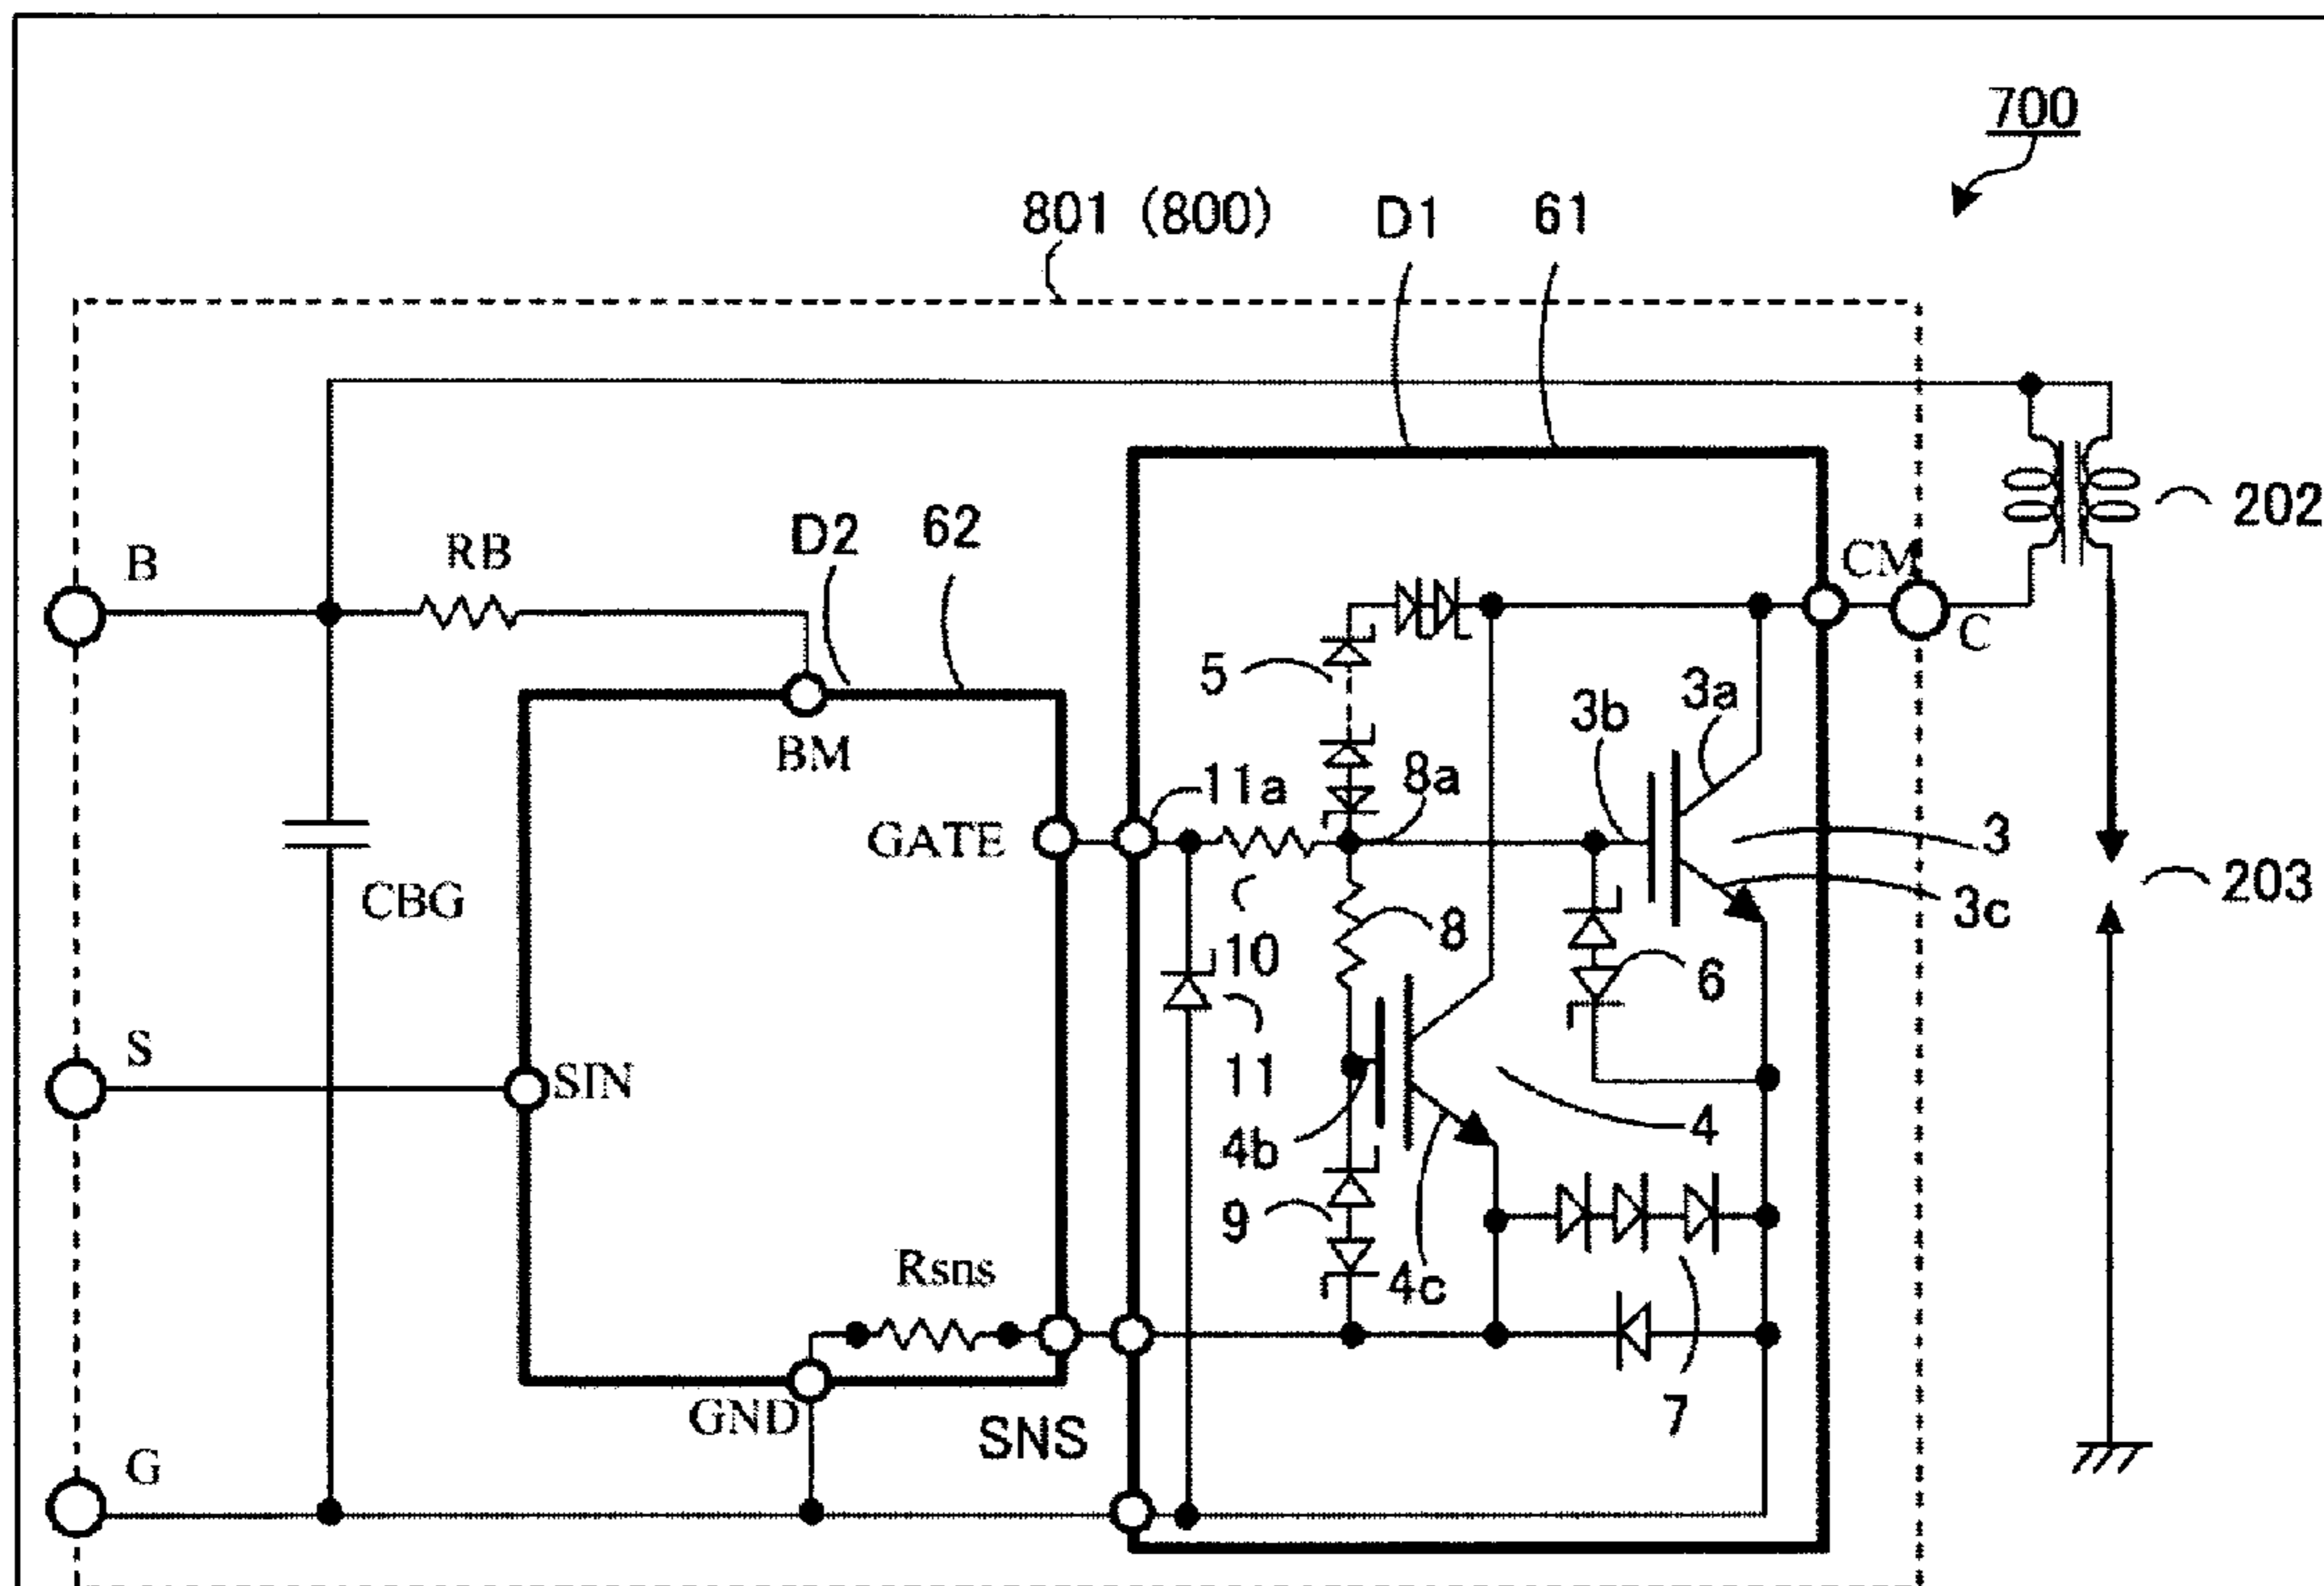 700
801 (800) D1 61
202
D2 62
B RB
CM
C
5
3a
3b
BM
11a 8a
GATE
3
203
CBG
3c
8
10
6
S
SIN
11
4
4b
9
Rsns
4c
7
GND
SNS
G